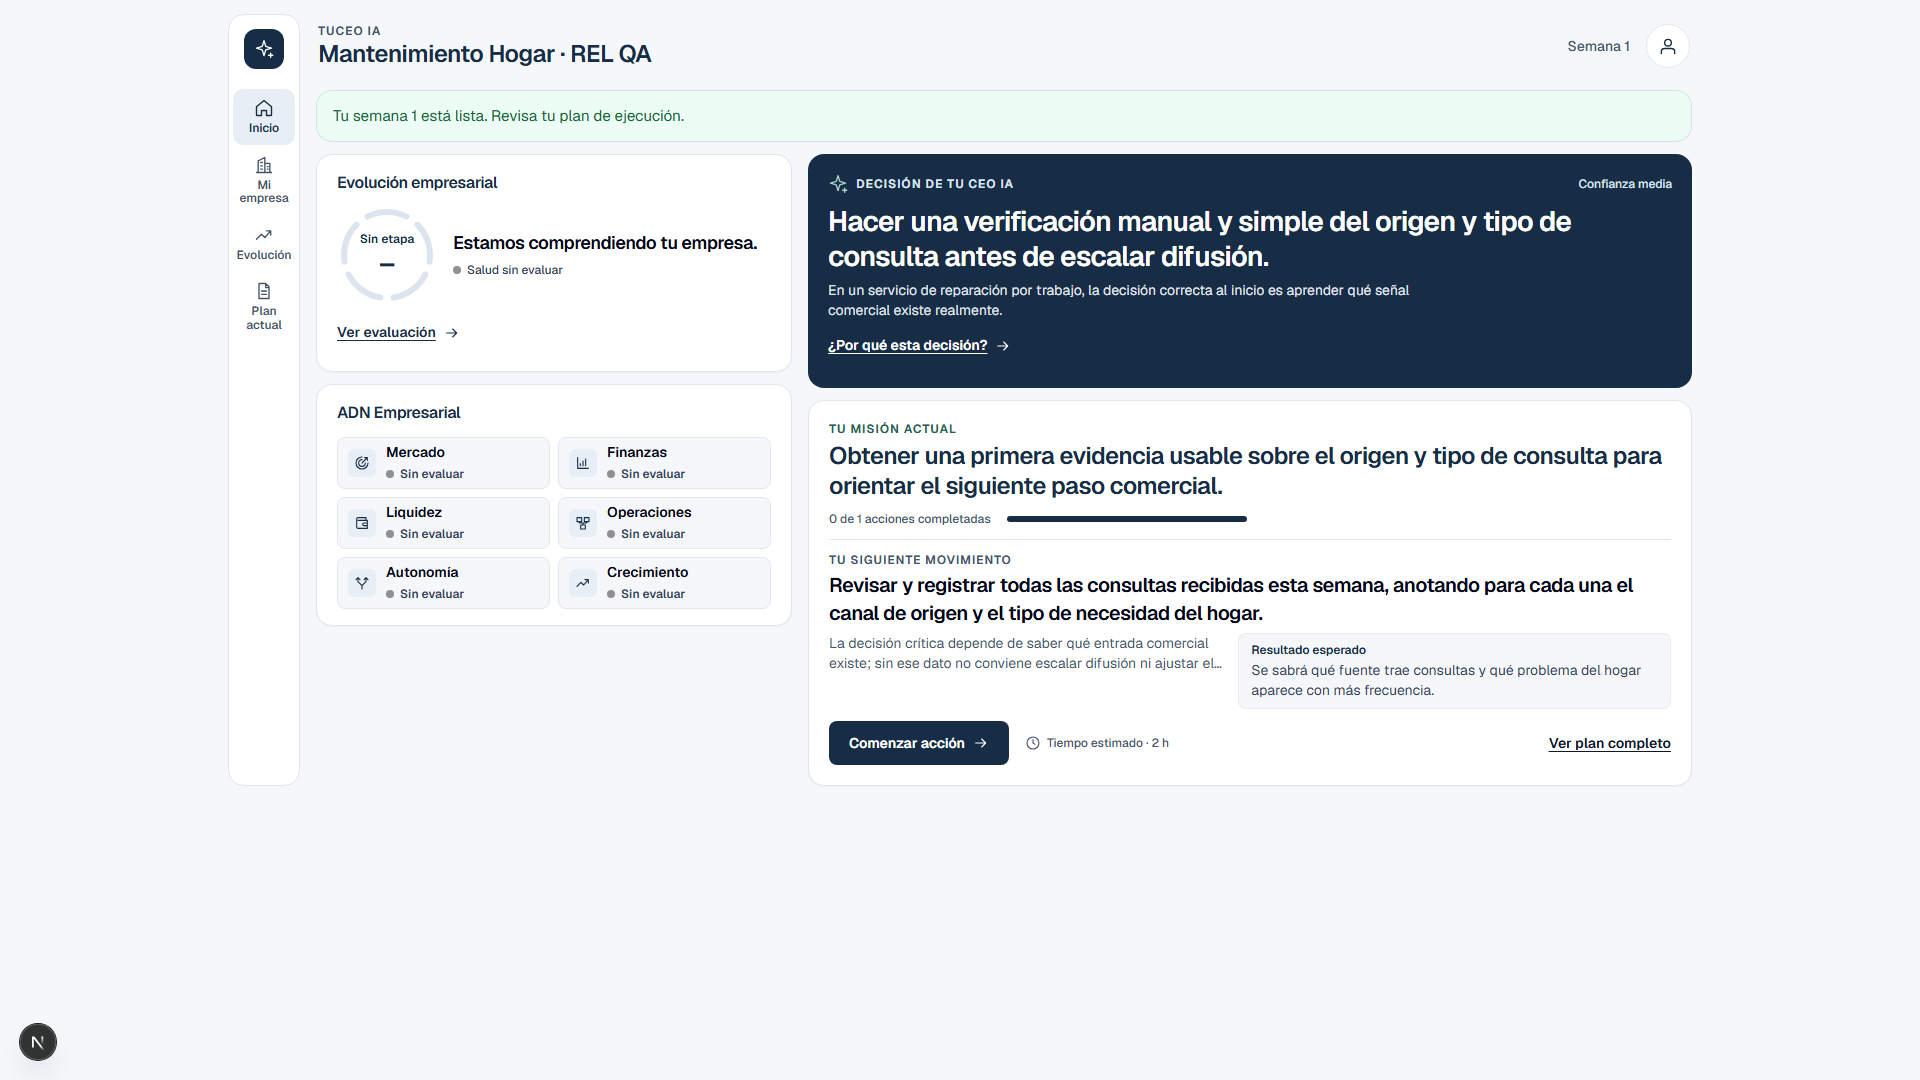 TUCEO IA
Mantenimiento Hogar · REL QA
Semana 1
Inicio
Mi
empresa
Evolución
Plan
actual
Tu semana 1 está lista. Revisa tu plan de ejecución.
Evolución empresarial
Sin etapa
–
Estamos comprendiendo tu empresa.
Salud sin evaluar
Ver evaluación →
ADN Empresarial
Mercado
Sin evaluar
Finanzas
Sin evaluar
Liquidez
Sin evaluar
Operaciones
Sin evaluar
Autonomía
Sin evaluar
Crecimiento
Sin evaluar
DECISIÓN DE TU CEO IA
Confianza media
Hacer una verificación manual y simple del origen y tipo de
consulta antes de escalar difusión.
En un servicio de reparación por trabajo, la decisión correcta al inicio es aprender qué señal
comercial existe realmente.
¿Por qué esta decisión? →
TU MISIÓN ACTUAL
Obtener una primera evidencia usable sobre el origen y tipo de consulta para
orientar el siguiente paso comercial.
0 de 1 acciones completadas
TU SIGUIENTE MOVIMIENTO
Revisar y registrar todas las consultas recibidas esta semana, anotando para cada una el
canal de origen y el tipo de necesidad del hogar.
La decisión crítica depende de saber qué entrada comercial
existe; sin ese dato no conviene escalar difusión ni ajustar el…
Resultado esperado
Se sabrá qué fuente trae consultas y qué problema del hogar
aparece con más frecuencia.
Comenzar acción →
Tiempo estimado · 2 h
Ver plan completo
N